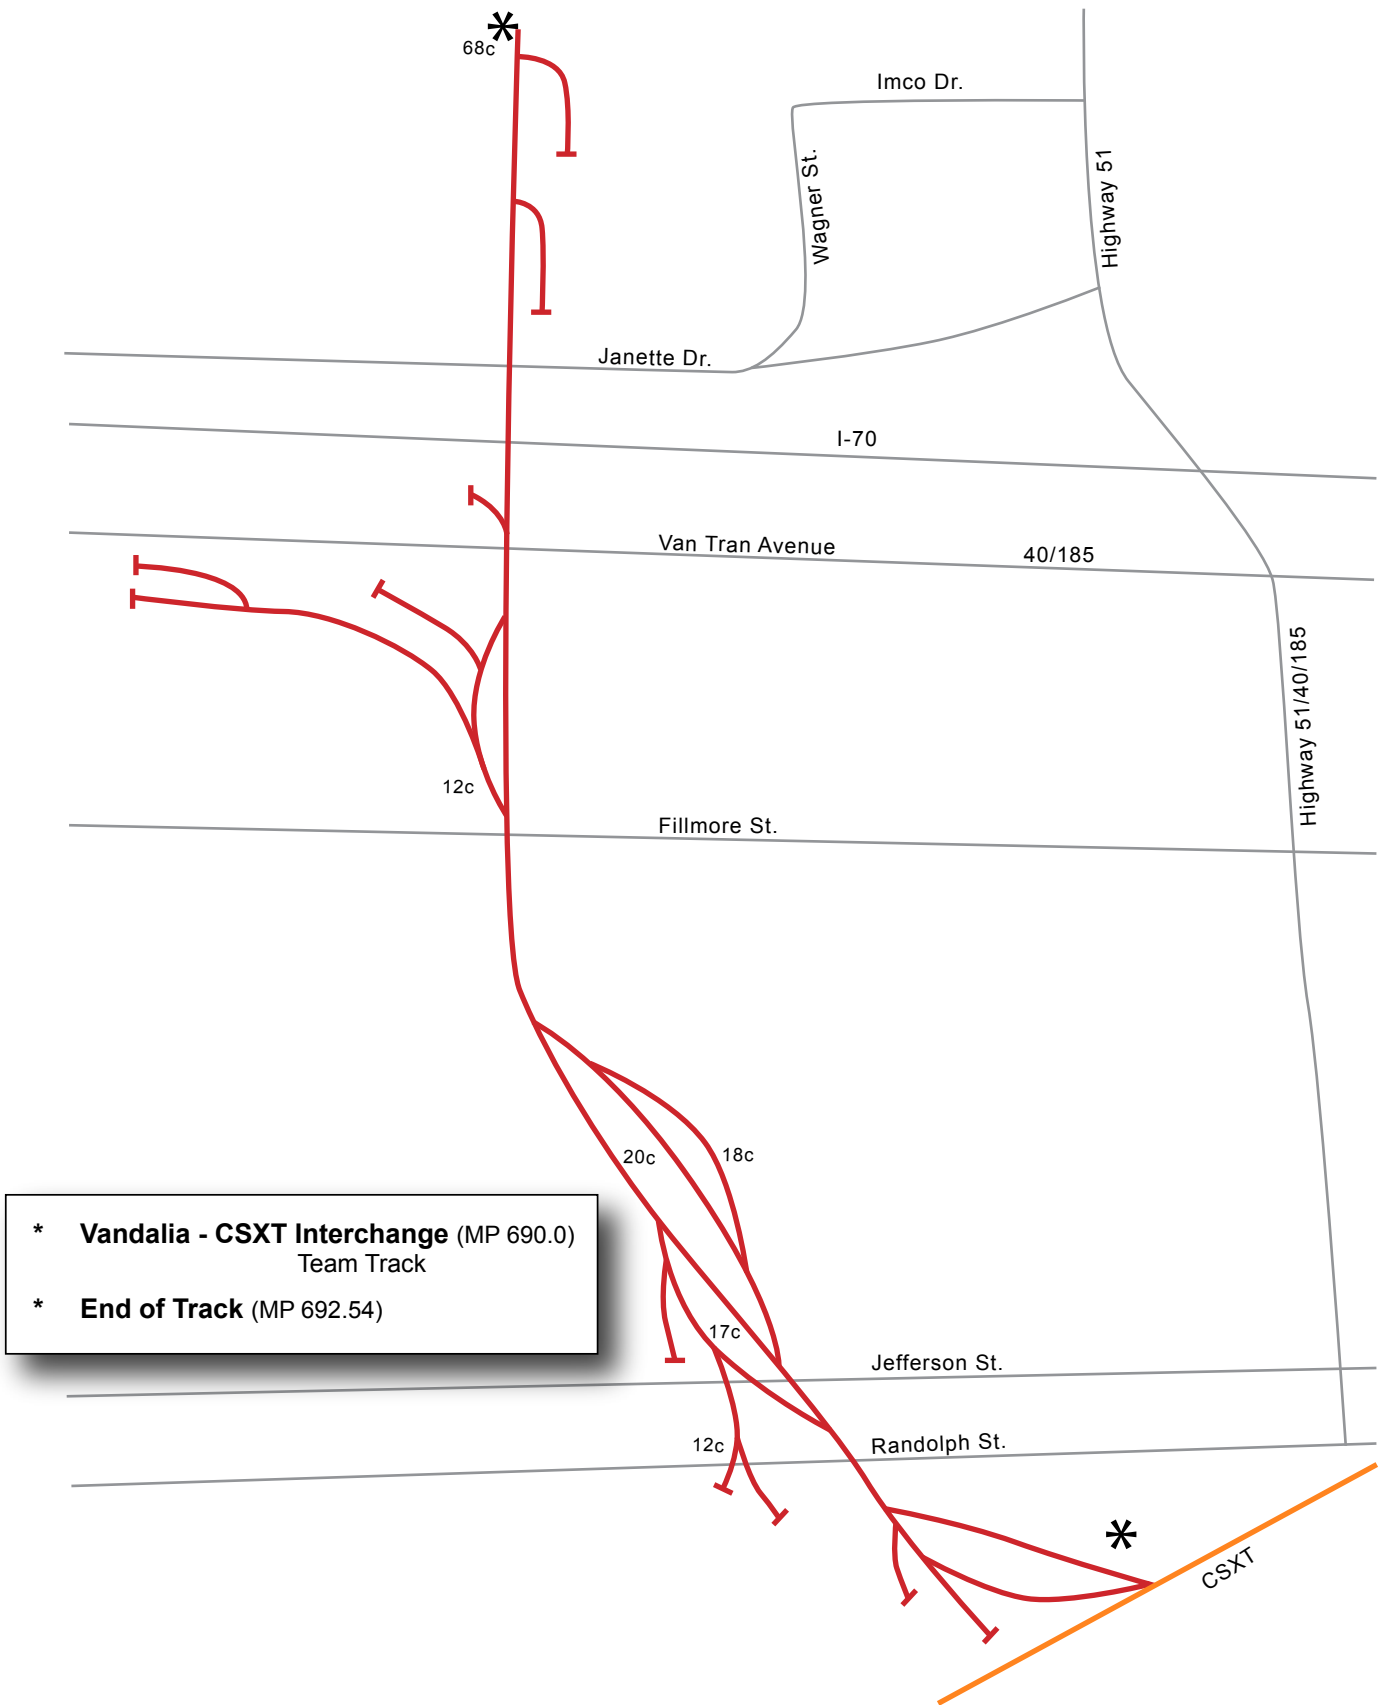 *
68c
Imco Dr.
Wagner St.
Highway 51
Janette Dr.
I-70
Van Tran Avenue
40/185
Highway 51/40/185
12c
Fillmore St.
20c
18c
* Vandalia - CSXT Interchange (MP 690.0)
Team Track
* End of Track (MP 692.54)
17c
Jefferson St.
12c
Randolph St.
*
CSXT